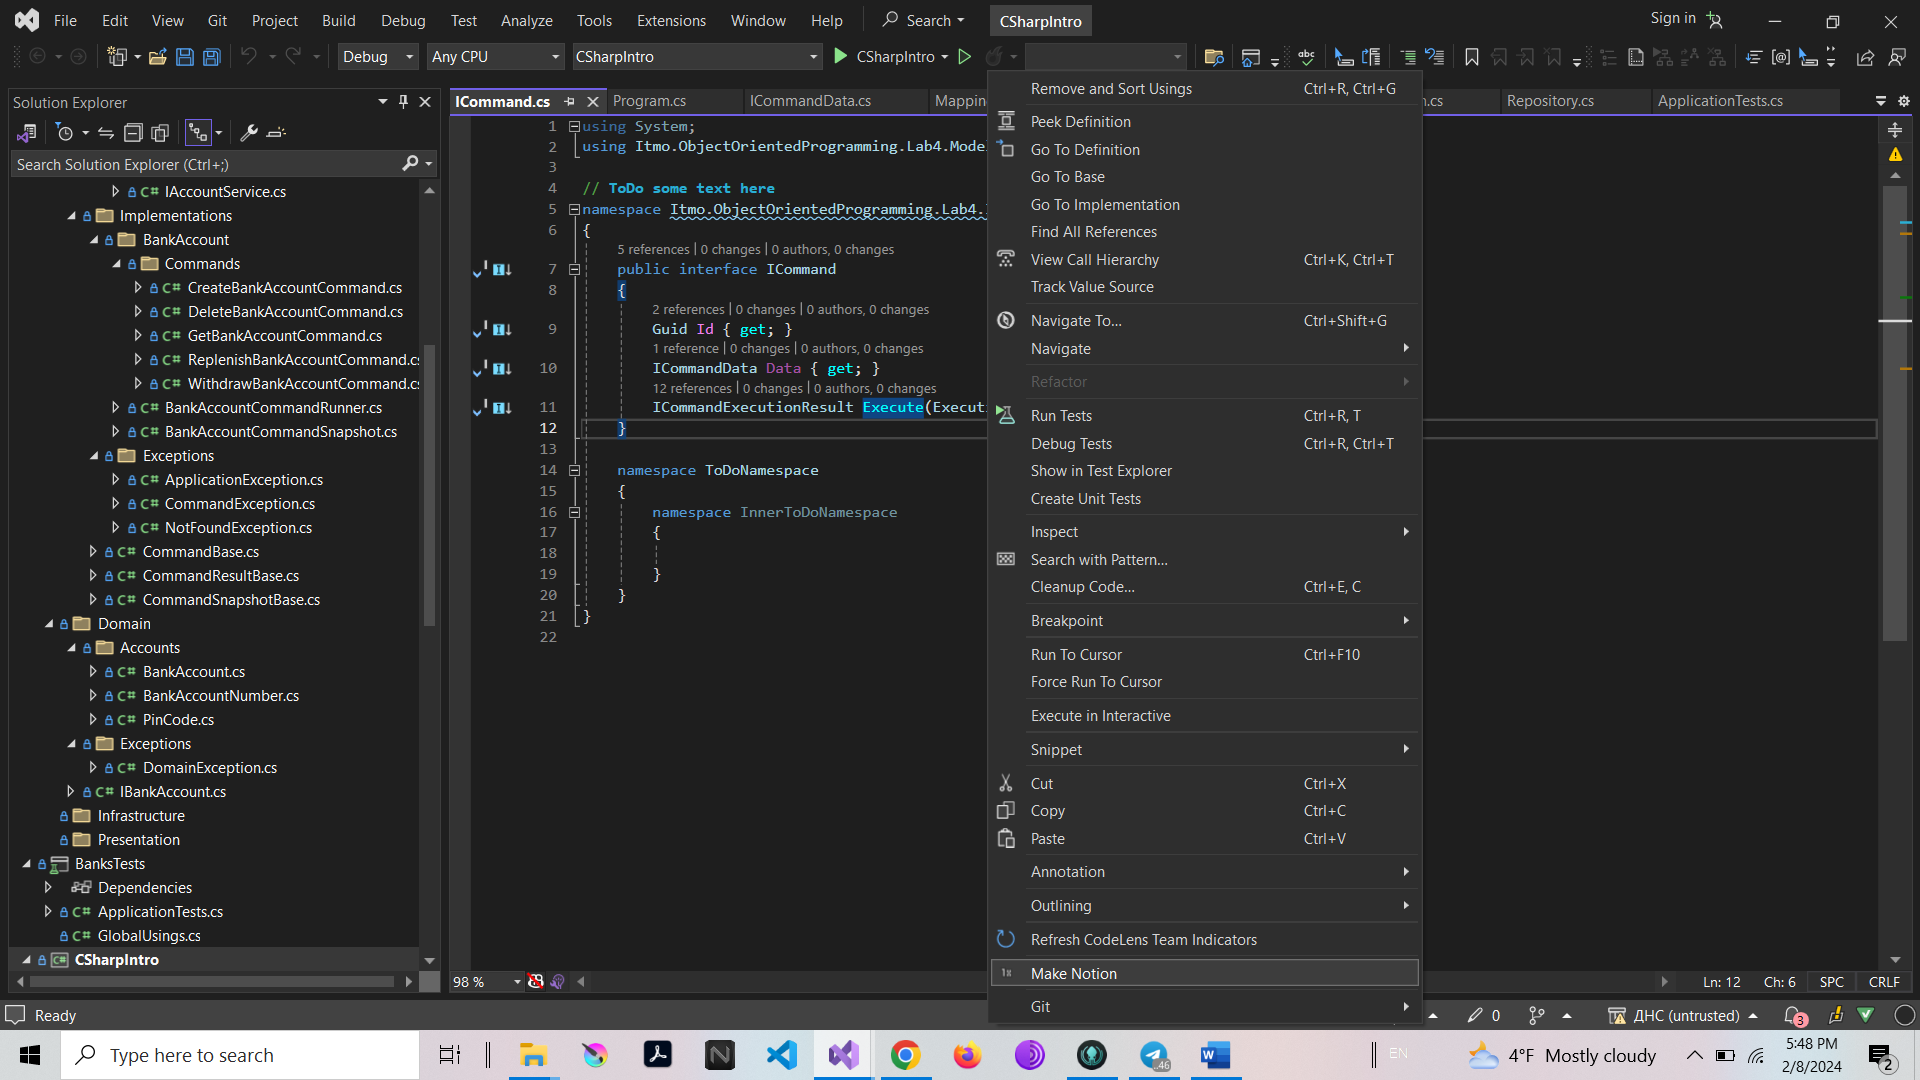 File Edit View Git Project Build Debug Test Analyze Tools Extensions Window Help Search CSharpIntro Sign in
Debug Any CPU CSharpIntro CSharpIntro
Solution Explorer
Search Solution Explorer (Ctrl+;)
IAccountService.cs
Implementations
BankAccount
Commands
CreateBankAccountCommand.cs
DeleteBankAccountCommand.cs
GetBankAccountCommand.cs
ReplenishBankAccountCommand.cs
WithdrawBankAccountCommand.cs
BankAccountCommandRunner.cs
BankAccountCommandSnapshot.cs
Exceptions
ApplicationException.cs
CommandException.cs
NotFoundException.cs
CommandBase.cs
CommandResultBase.cs
CommandSnapshotBase.cs
Domain
Accounts
BankAccount.cs
BankAccountNumber.cs
PinCode.cs
Exceptions
DomainException.cs
IBankAccount.cs
Infrastructure
Presentation
BanksTests
Dependencies
ApplicationTests.cs
GlobalUsings.cs
CSharpIntro
ICommand.cs Program.cs ICommandData.cs Mappin n.cs Repository.cs ApplicationTests.cs
1 using System;
2 using Itmo.ObjectOrientedProgramming.Lab4.Mode
3
4 // ToDo some text here
5 namespace Itmo.ObjectOrientedProgramming.Lab4.
6 {
5 references | 0 changes | 0 authors, 0 changes
7 public interface ICommand
8 {
2 references | 0 changes | 0 authors, 0 changes
9 Guid Id { get; }
1 reference | 0 changes | 0 authors, 0 changes
10 ICommandData Data { get; }
12 references | 0 changes | 0 authors, 0 changes
11 ICommandExecutionResult Execute(Executi
12 }
13
14 namespace ToDoNamespace
15 {
16 namespace InnerToDoNamespace
17 {
18
19 }
20 }
21 }
22
Remove and Sort Usings Ctrl+R, Ctrl+G
Peek Definition
Go To Definition
Go To Base
Go To Implementation
Find All References
View Call Hierarchy Ctrl+K, Ctrl+T
Track Value Source
Navigate To... Ctrl+Shift+G
Navigate
Refactor
Run Tests Ctrl+R, T
Debug Tests Ctrl+R, Ctrl+T
Show in Test Explorer
Create Unit Tests
Inspect
Search with Pattern...
Cleanup Code... Ctrl+E, C
Breakpoint
Run To Cursor Ctrl+F10
Force Run To Cursor
Execute in Interactive
Snippet
Cut Ctrl+X
Copy Ctrl+C
Paste Ctrl+V
Annotation
Outlining
Refresh CodeLens Team Indicators
Make Notion
Git
98 % Ln: 12 Ch: 6 SPC CRLF
Ready 0 ДНС (untrusted) 3
Type here to search 46 EN 4°F Mostly cloudy 5:48 PM
2/8/2024 2